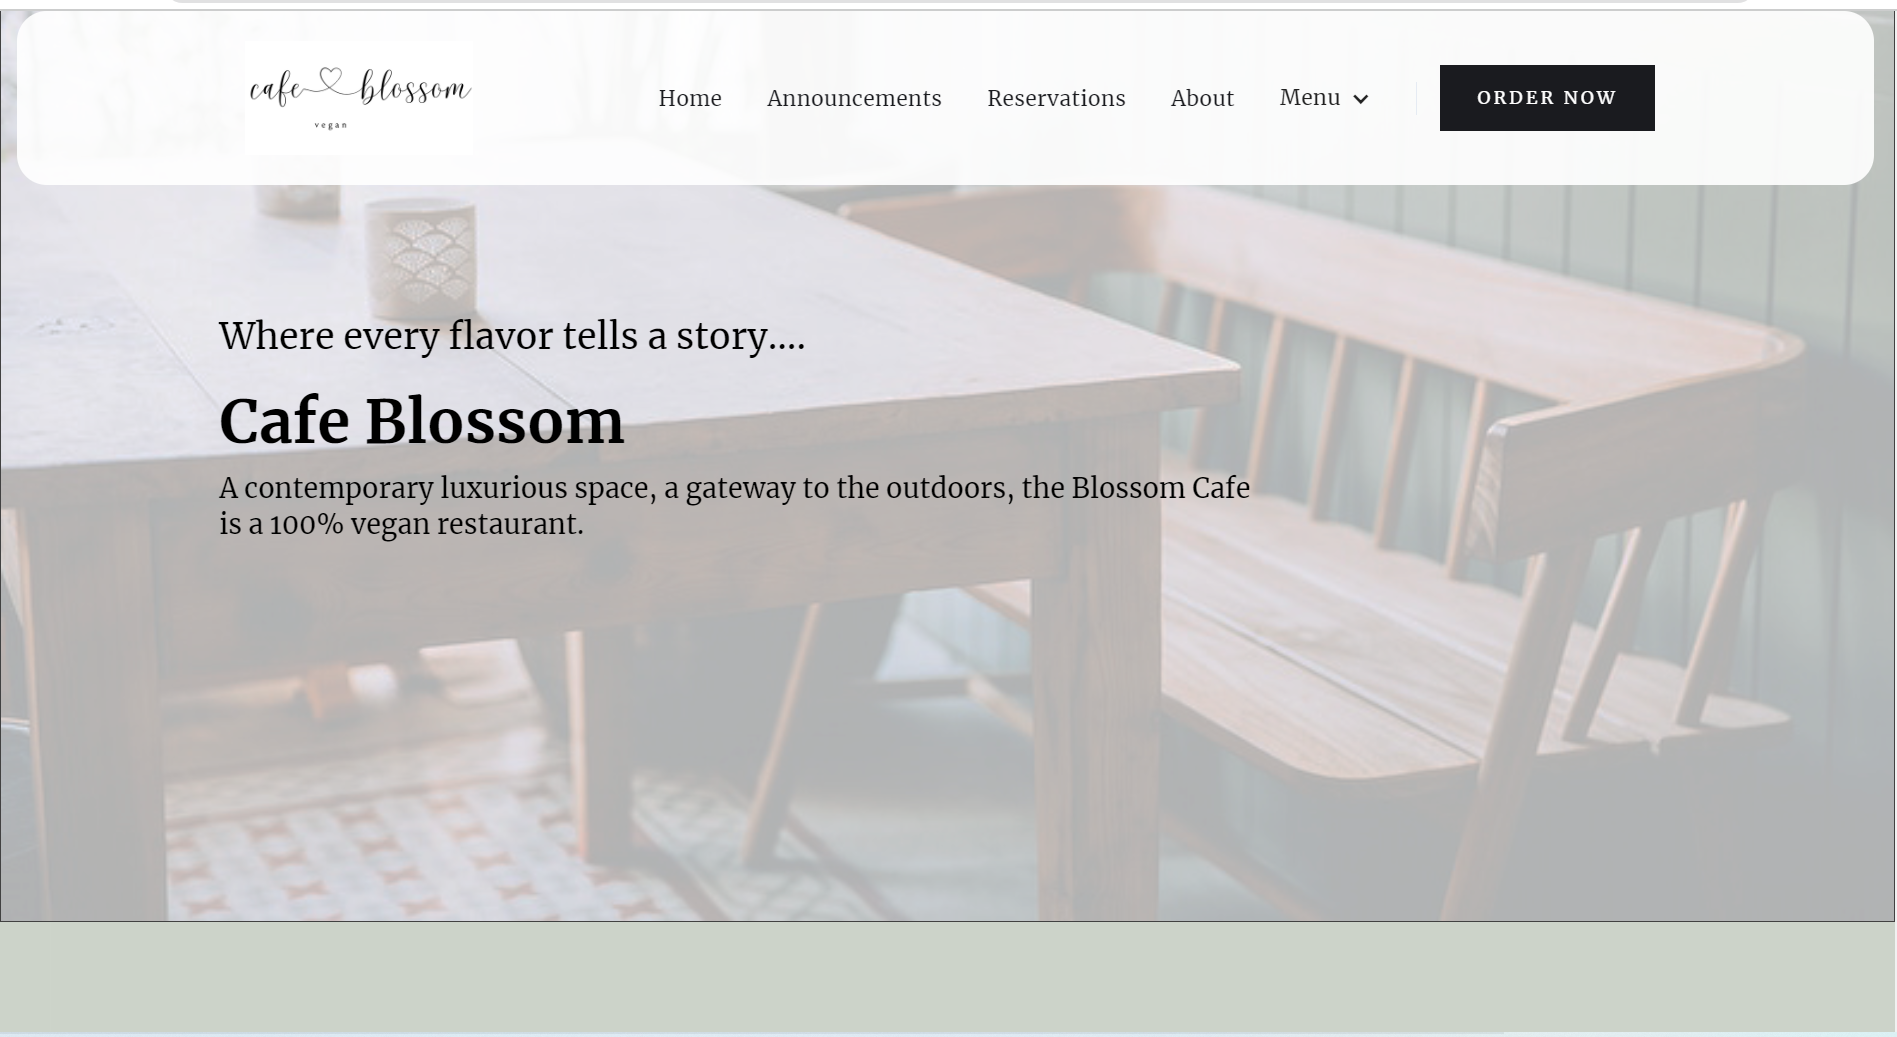 cafe blossom
vegan
Home Announcements Reservations About Menu ORDER NOW
Where every flavor tells a story....
Cafe Blossom
A contemporary luxurious space, a gateway to the outdoors, the Blossom Cafe
is a 100% vegan restaurant.